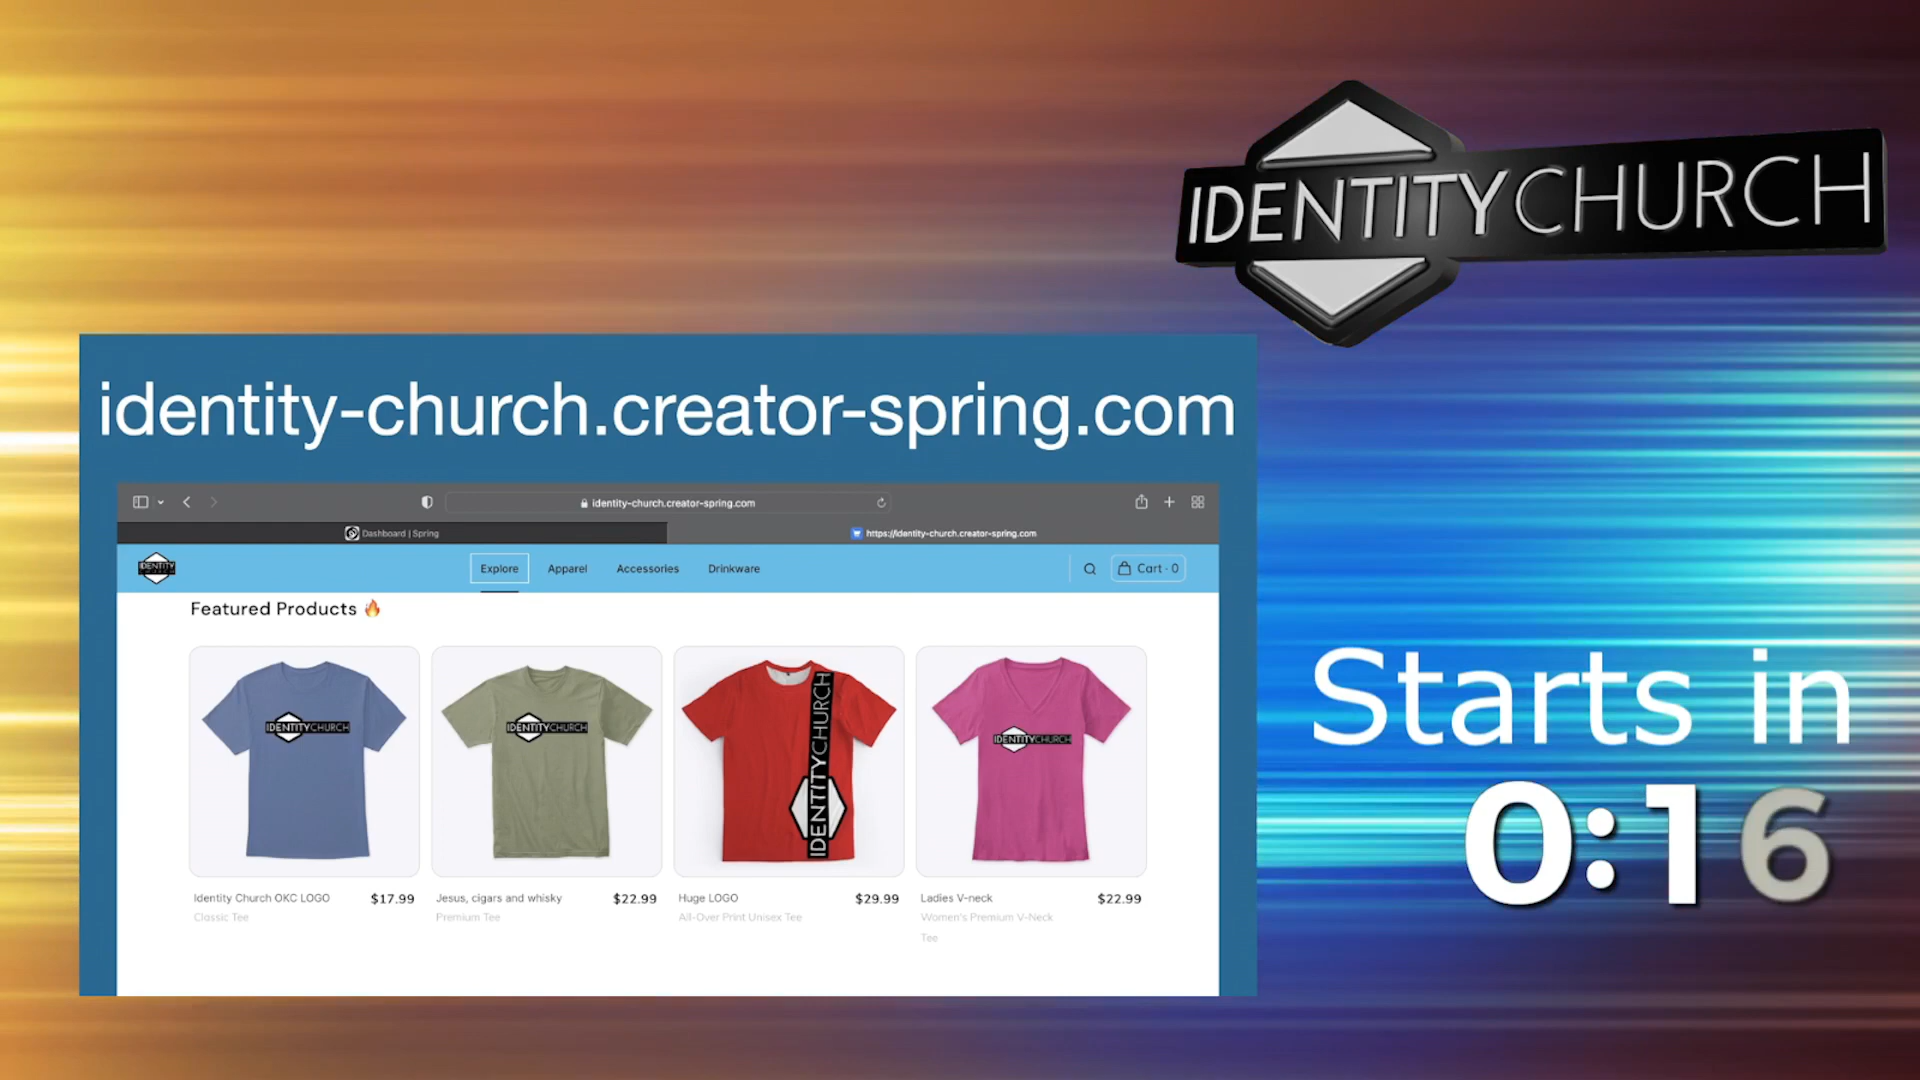 IDENTITYCHURCH
identity-church.creator-spring.com
identity-church.creator-spring.com
Dashboard | Spring
https://identity-church.creator-spring.com
IDENTITY
CHURCH
Explore
Apparel
Accessories
Drinkware
Cart · 0
Featured Products 🔥
IDENTITYCHURCH
IDENTITYCHURCH
IDENTITYCHURCH
IDENTITYCHURCH
Identity Church OKC LOGO
$17.99
Classic Tee
Jesus, cigars and whisky
$22.99
Premium Tee
Huge LOGO
$29.99
All-Over Print Unisex Tee
Ladies V-neck
$22.99
Women's Premium V-Neck
Tee
Starts in
0:16